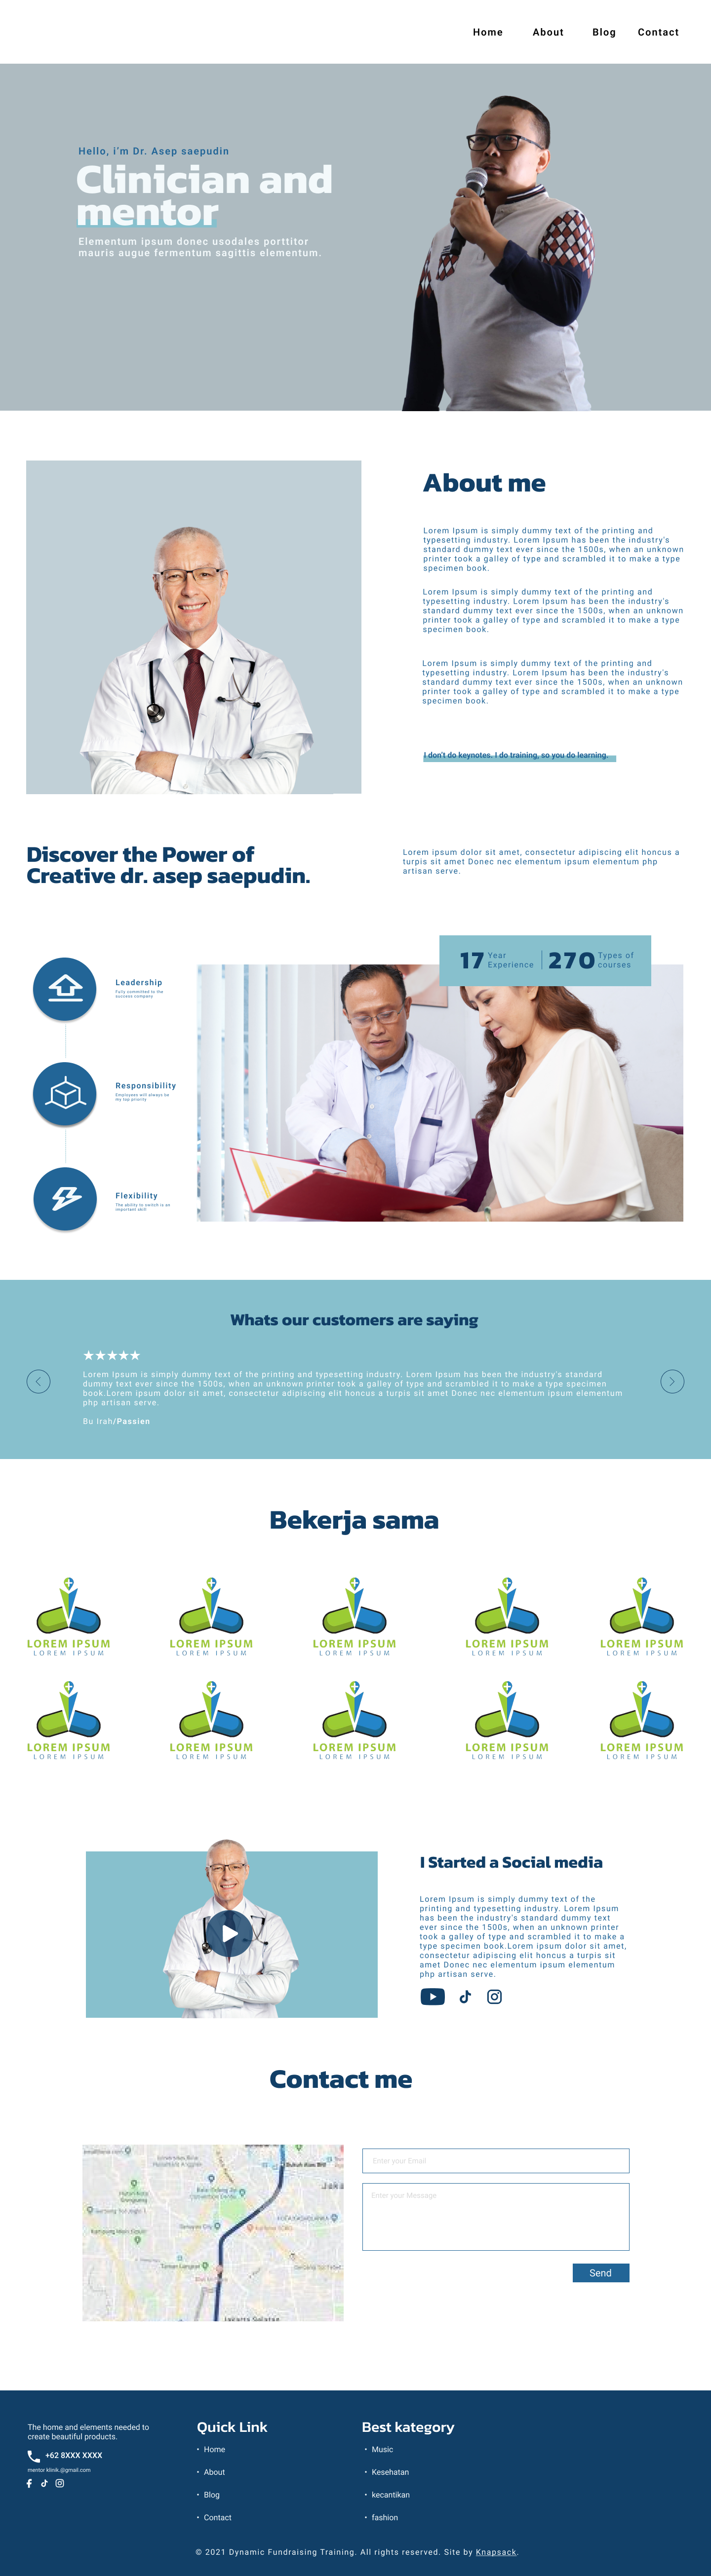 Home About Blog Contact
Hello, i'm Dr. Asep saepudin
Clinician and
mentor
Elementum ipsum donec usodales porttitor
mauris augue fermentum sagittis elementum.
About me
Lorem Ipsum is simply dummy text of the printing and
typesetting industry. Lorem Ipsum has been the industry's
standard dummy text ever since the 1500s, when an unknown
printer took a galley of type and scrambled it to make a type
specimen book.
Lorem Ipsum is simply dummy text of the printing and
typesetting industry. Lorem Ipsum has been the industry's
standard dummy text ever since the 1500s, when an unknown
printer took a galley of type and scrambled it to make a type
specimen book.
Lorem Ipsum is simply dummy text of the printing and
typesetting industry. Lorem Ipsum has been the industry's
standard dummy text ever since the 1500s, when an unknown
printer took a galley of type and scrambled it to make a type
specimen book.
I don't do keynotes. I do training, so you do learning.
Discover the Power of
Creative dr. asep saepudin.
Lorem ipsum dolor sit amet, consectetur adipiscing elit honcus a
turpis sit amet Donec nec elementum ipsum elementum php
artisan serve.
17 Year
Experience
270 Types of
courses
Leadership
Fully committed to the
success company
Responsibility
Employees will always be
my top priority
Flexibility
The ability to switch is an
important skill
Whats our customers are saying
Lorem Ipsum is simply dummy text of the printing and typesetting industry. Lorem Ipsum has been the industry's standard
dummy text ever since the 1500s, when an unknown printer took a galley of type and scrambled it to make a type specimen
book.Lorem ipsum dolor sit amet, consectetur adipiscing elit honcus a turpis sit amet Donec nec elementum ipsum elementum
php artisan serve.
Bu Irah/Passien
Bekerja sama
LOREM IPSUM LOREM IPSUM LOREM IPSUM LOREM IPSUM LOREM IPSUM
LOREM IPSUM LOREM IPSUM LOREM IPSUM LOREM IPSUM LOREM IPSUM
LOREM IPSUM LOREM IPSUM LOREM IPSUM LOREM IPSUM LOREM IPSUM
LOREM IPSUM LOREM IPSUM LOREM IPSUM LOREM IPSUM LOREM IPSUM
I Started a Social media
Lorem Ipsum is simply dummy text of the
printing and typesetting industry. Lorem Ipsum
has been the industry's standard dummy text
ever since the 1500s, when an unknown printer
took a galley of type and scrambled it to make a
type specimen book.Lorem ipsum dolor sit amet,
consectetur adipiscing elit honcus a turpis sit
amet Donec nec elementum ipsum elementum
php artisan serve.
Contact me
Enter your Email
Enter your Message
Send
The home and elements needed to
create beautiful products.
+62 8XXX XXXX
mentor klinik.@gmail.com
Quick Link
• Home
• About
• Blog
• Contact
Best kategory
• Music
• Kesehatan
• kecantikan
• fashion
© 2021 Dynamic Fundraising Training. All rights reserved. Site by Knapsack.